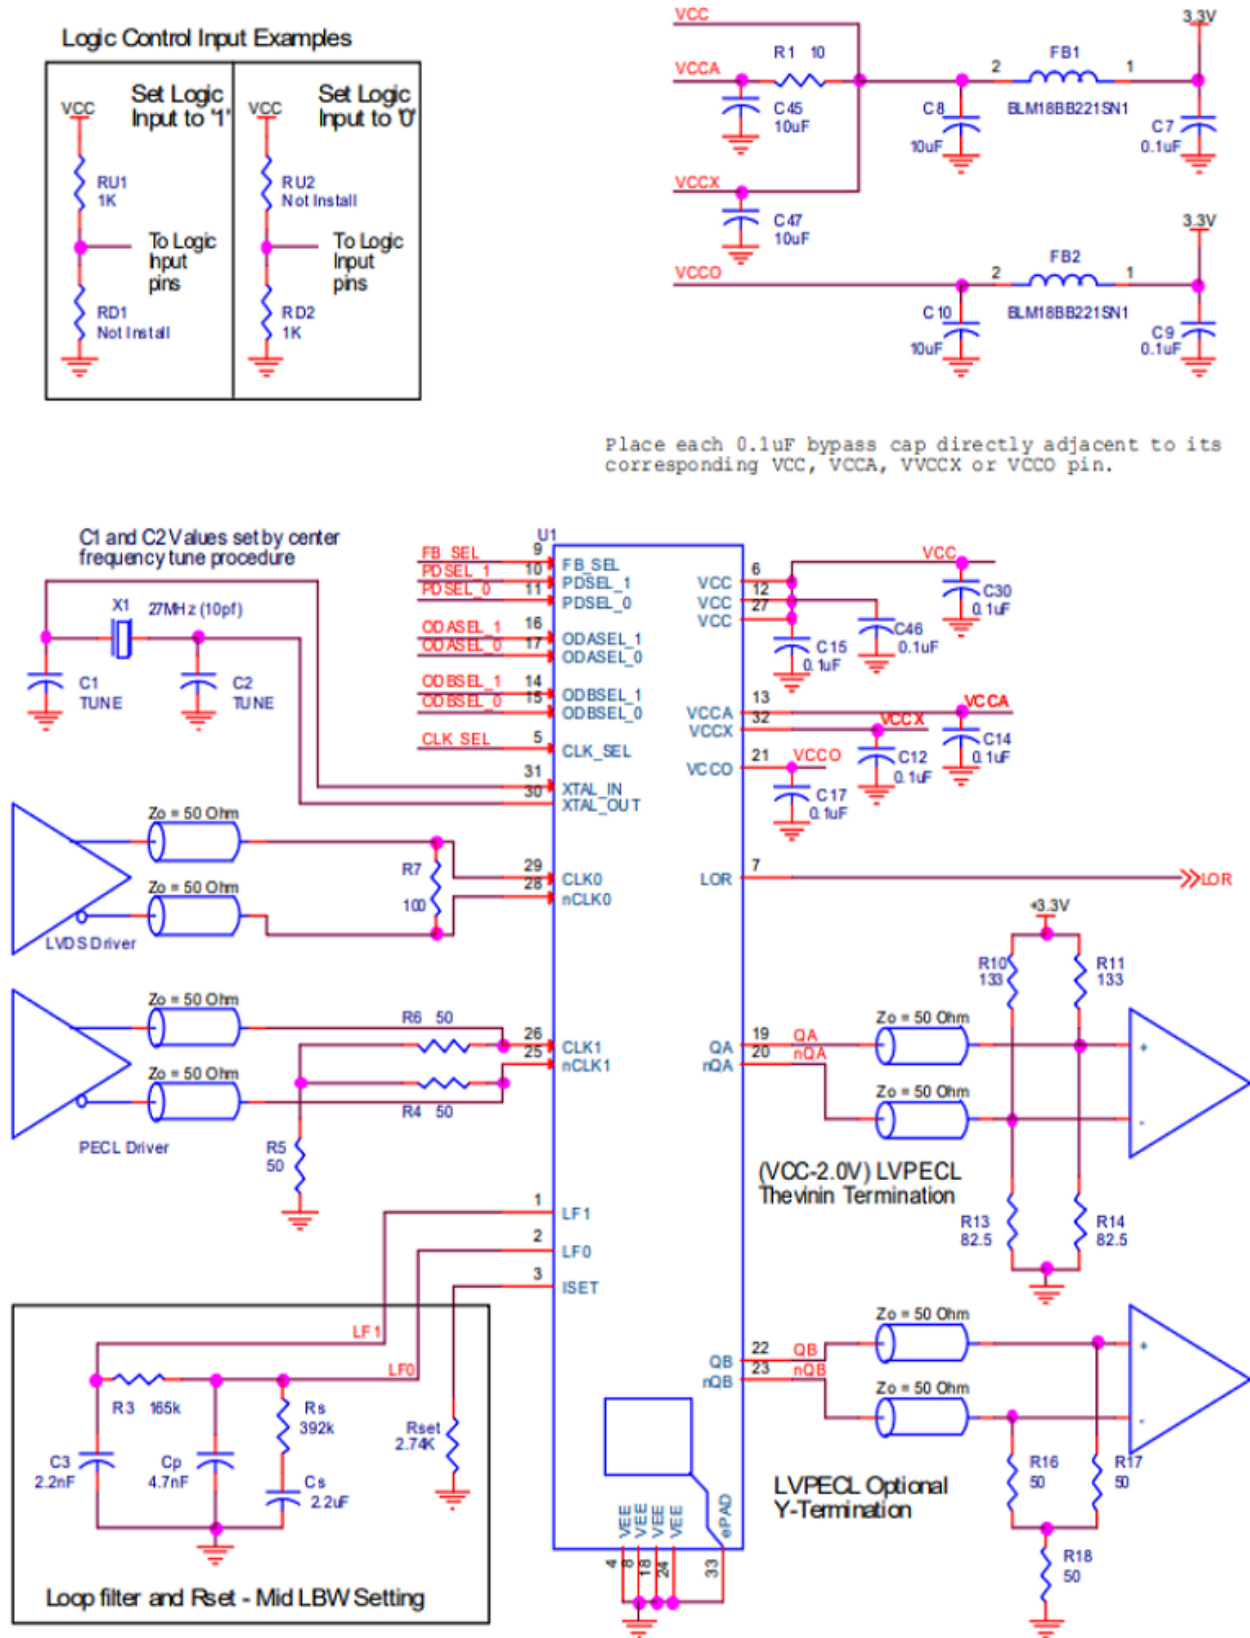 Logic Control Input Examples
Set Logic
Input to '1'
VCC
RU1
1K
To Logic
Input
pins
RD1
Not Install
Set Logic
Input to '0'
VCC
RU2
Not Install
To Logic
Input
pins
RD2
1K
VCC
3.3V
R1 10
FB1
VCCA
2
1
C45
10uF
C8
10uF
BLM18BB221SN1
C7
0.1uF
VCCX
C47
10uF
3.3V
FB2
VCCO
2
1
C10
10uF
BLM18BB221SN1
C9
0.1uF
Place each 0.1uF bypass cap directly adjacent to its
corresponding VCC, VCCA, VVCCX or VCCO pin.
C1 and C2 Values set by center
frequency tune procedure
X1
27MHz (10pf)
C1
TUNE
C2
TUNE
U1
FB_SEL
9
FB_SEL
PDSEL_1
10
PDSEL_1
PDSEL_0
11
PDSEL_0
ODASEL_1
16
ODASEL_1
ODASEL_0
17
ODASEL_0
ODBSEL_1
14
ODBSEL_1
ODBSEL_0
15
ODBSEL_0
CLK_SEL
5
CLK_SEL
31
XTAL_IN
30
XTAL_OUT
VCC
6
VCC
12
VCC
27
VCC
C30
0.1uF
C46
0.1uF
C15
0.1uF
VCCA
13
VCCA
VCCX
32
VCCX
C14
0.1uF
C12
0.1uF
VCCO
21
VCCO
C17
0.1uF
Zo = 50 Ohm
Zo = 50 Ohm
LVDS Driver
R7
100
29
CLK0
28
nCLK0
LOR
7
LOR
Zo = 50 Ohm
Zo = 50 Ohm
PECL Driver
R6 50
R4 50
R5
50
26
CLK1
25
nCLK1
+3.3V
R10
133
R11
133
QA
19
QA
nQA
20
nQA
Zo = 50 Ohm
Zo = 50 Ohm
+
-
(VCC-2.0V) LVPECL
Thevinin Termination
R13
82.5
R14
82.5
1
LF1
2
LF0
3
ISET
LF1
LF0
R3 165k
Rs
392k
C3
2.2nF
Cp
4.7nF
Cs
2.2uF
Rset
2.74K
Loop filter and Rset - Mid LBW Setting
QB
22
QB
nQB
23
nQB
Zo = 50 Ohm
Zo = 50 Ohm
+
-
LVPECL Optional
Y-Termination
R16
50
R17
50
R18
50
VEE
VEE
VEE
VEE
ePAD
4
8
18
24
33